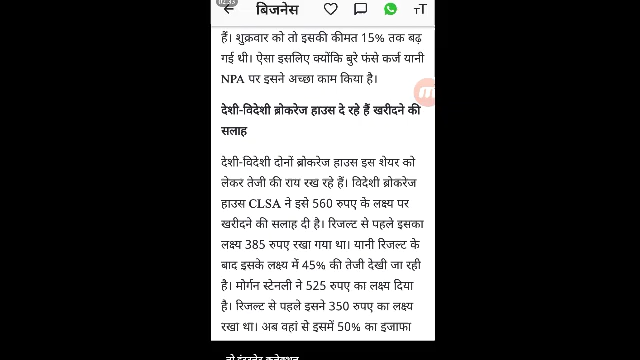 02:33
बिजनेस
TT
हैं। शुक्रवार को तो इसकी कीमत 15% तक बढ़
गई थी। ऐसा इसलिए क्योंकि बुरे फंसे कर्ज यानी
NPA पर इसने अच्छा काम किया है।
देशी-विदेशी ब्रोकरेज हाउस दे रहे हैं खरीदने की
सलाह
देशी-विदेशी दोनों ब्रोकरेज हाउस इस शेयर को
लेकर तेजी की राय रख रहे हैं। विदेशी ब्रोकरेज
हाउस CLSA ने इसे 560 रुपए के लक्ष्य पर
खरीदने की सलाह दी है। रिजल्ट से पहले इसका
लक्ष्य 385 रुपए रखा गया था। यानी रिजल्ट के
बाद इसके लक्ष्य में 45% की तेजी देखी जा रही
है। मोर्गन स्टेनली ने 525 रुपए का लक्ष्य दिया
है। रिजल्ट से पहले इसने 350 रुपए का लक्ष्य
रखा था। अब वहां से इसमें 50% का इजाफा